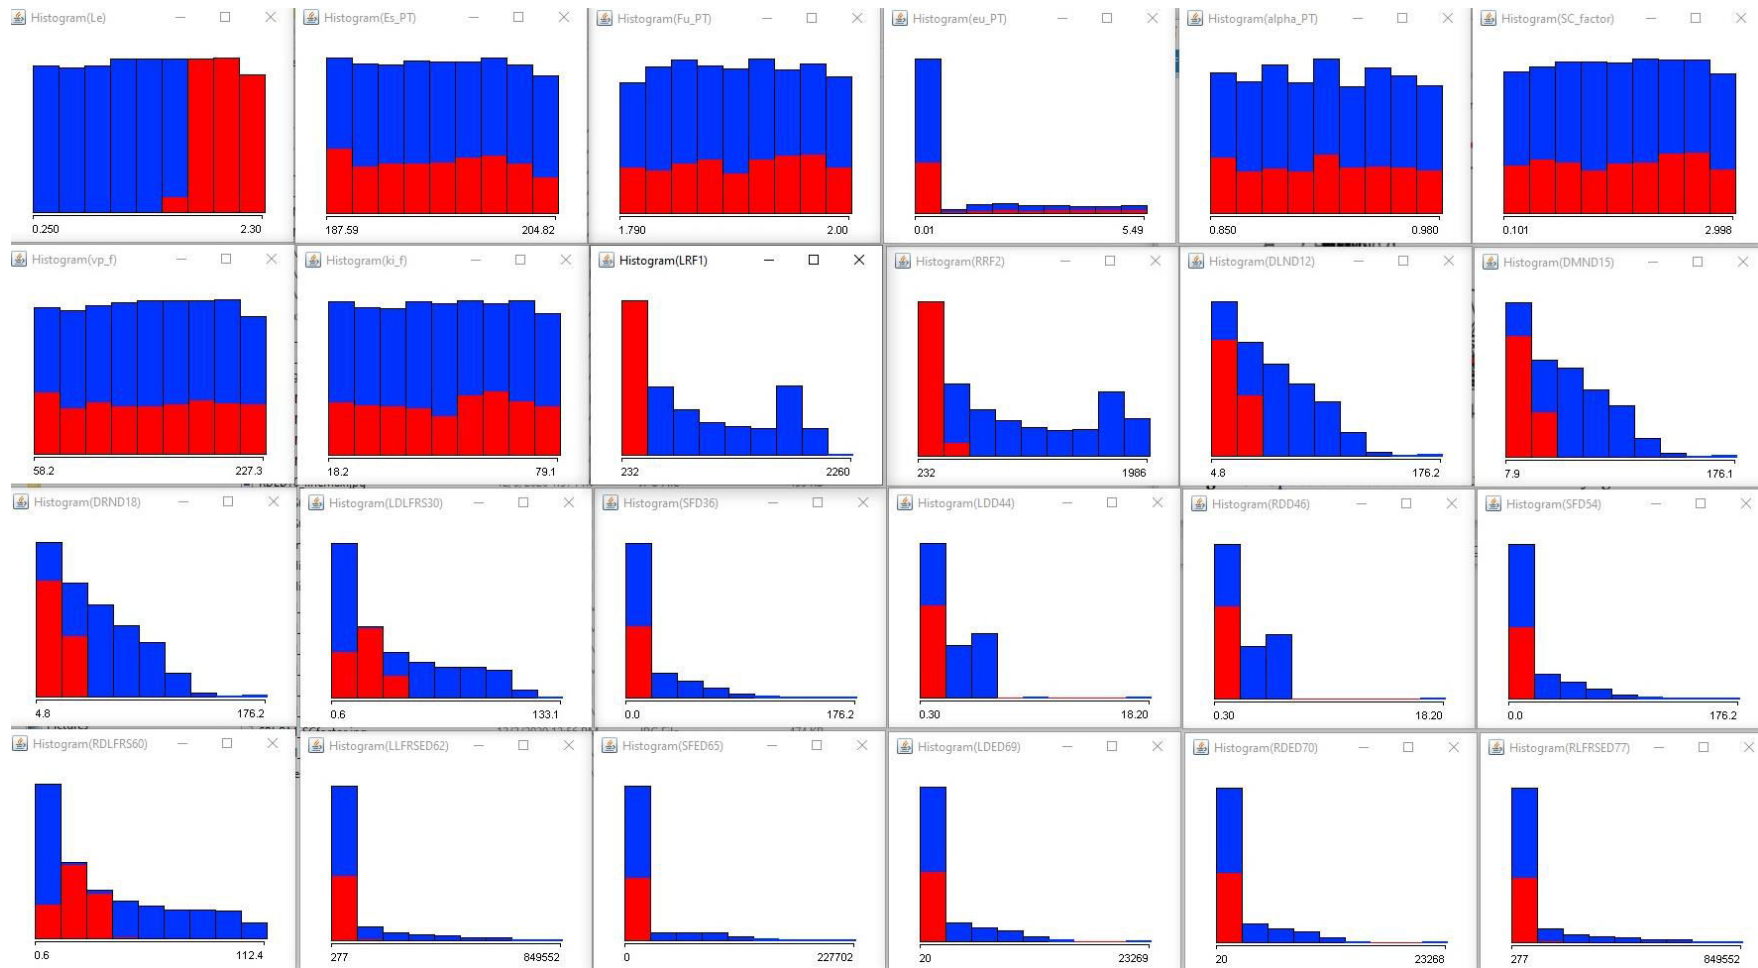 Histogram(Le) Histogram(Es_PT) Histogram(Fu_PT) Histogram(eu_PT) Histogram(alpha_PT) Histogram(SC_factor)
0.250 2.30 187.59 204.82 1.790 2.00 0.01 5.49 0.850 0.980 0.101 2.998
Histogram(vp_f) Histogram(ki_f) Histogram(LRF1) Histogram(RRF2) Histogram(DLND12) Histogram(DMND15)
58.2 227.3 18.2 79.1 232 2260 232 1986 4.8 176.2 7.9 176.1
Histogram(DRND18) Histogram(LDLFRS30) Histogram(SFD36) Histogram(LDD44) Histogram(RDD46) Histogram(SFD54)
4.8 176.2 0.6 133.1 0.0 176.2 0.30 18.20 0.30 18.20 0.0 176.2
Histogram(RDLFRS60) Histogram(LLFRSED62) Histogram(SFED65) Histogram(LDED69) Histogram(RDED70) Histogram(RLFRSED77)
0.6 112.4 277 849552 0 227702 20 23269 20 23268 277 849552